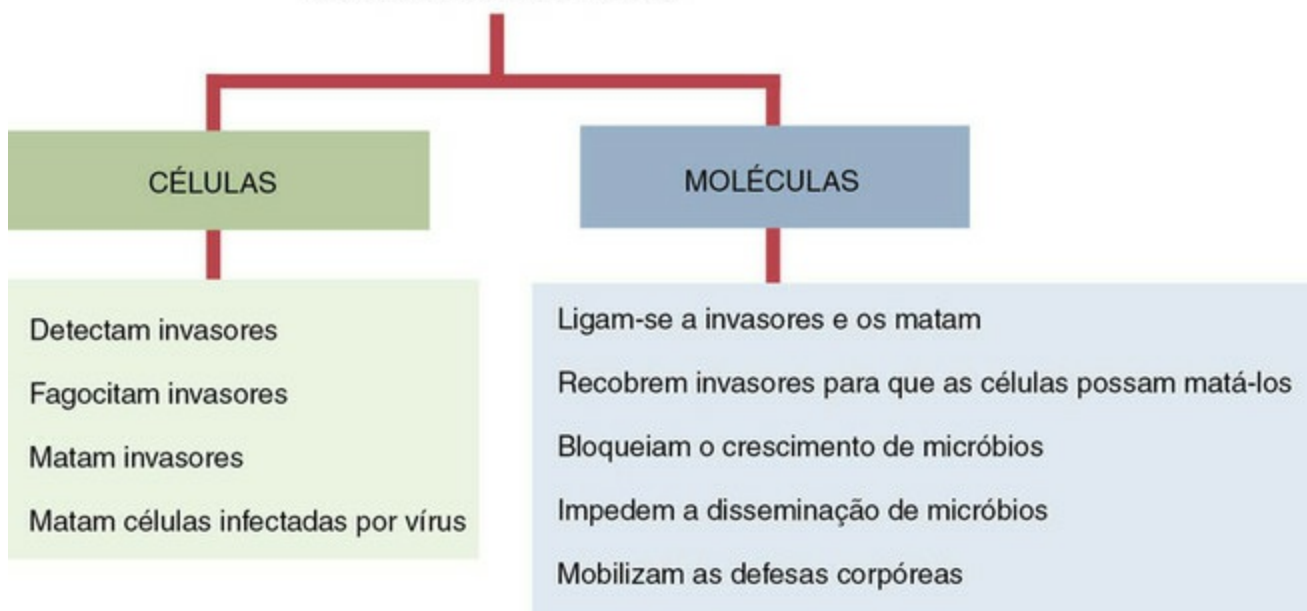 CÉLULAS
Detectam invasores
Fagocitam invasores
Matam invasores
Matam células infectadas por vírus
MOLÉCULAS
Ligam-se a invasores e os matam
Recobrem invasores para que as células possam matá-los
Bloqueiam o crescimento de micróbios
Impedem a disseminação de micróbios
Mobilizam as defesas corpóreas